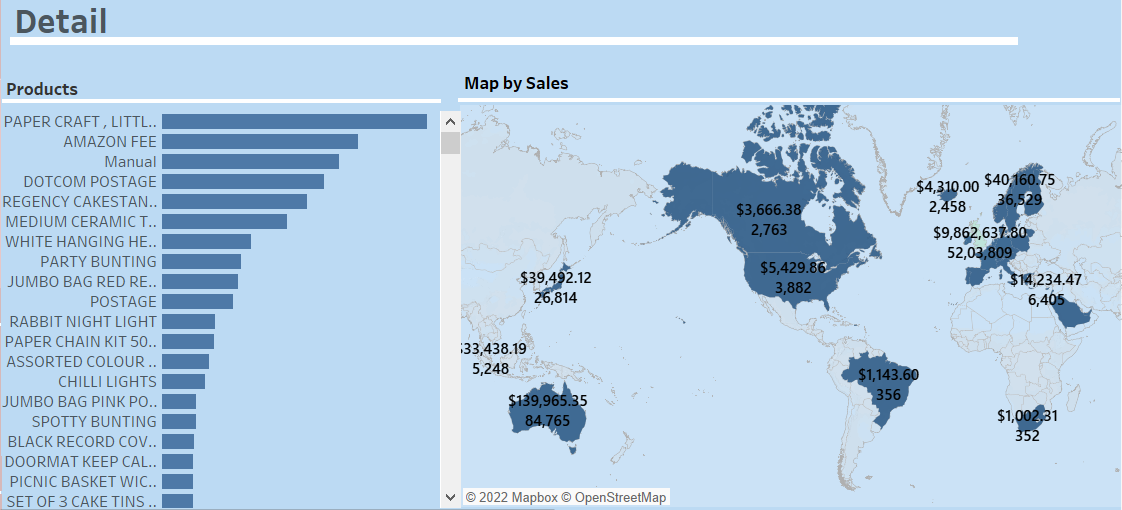 Detail
Products
PAPER CRAFT , LITTL..
AMAZON FEE
Manual
DOTCOM POSTAGE
REGENCY CAKESTAN..
MEDIUM CERAMIC T..
WHITE HANGING HE..
PARTY BUNTING
JUMBO BAG RED RE..
POSTAGE
RABBIT NIGHT LIGHT
PAPER CHAIN KIT 50..
ASSORTED COLOUR ..
CHILLI LIGHTS
JUMBO BAG PINK PO..
SPOTTY BUNTING
BLACK RECORD COV..
DOORMAT KEEP CAL..
PICNIC BASKET WIC..
SET OF 3 CAKE TINS ..
Map by Sales
$4,310.00
2,458
$40,160.75
36,529
$3,666.38
2,763
$9,862,637.80
52,03,809
$5,429.86
3,882
$39,492.12
26,814
$14,234.47
6,405
$33,438.19
5,248
$1,143.60
356
$139,965.35
84,765
$1,002.31
352
© 2022 Mapbox © OpenStreetMap